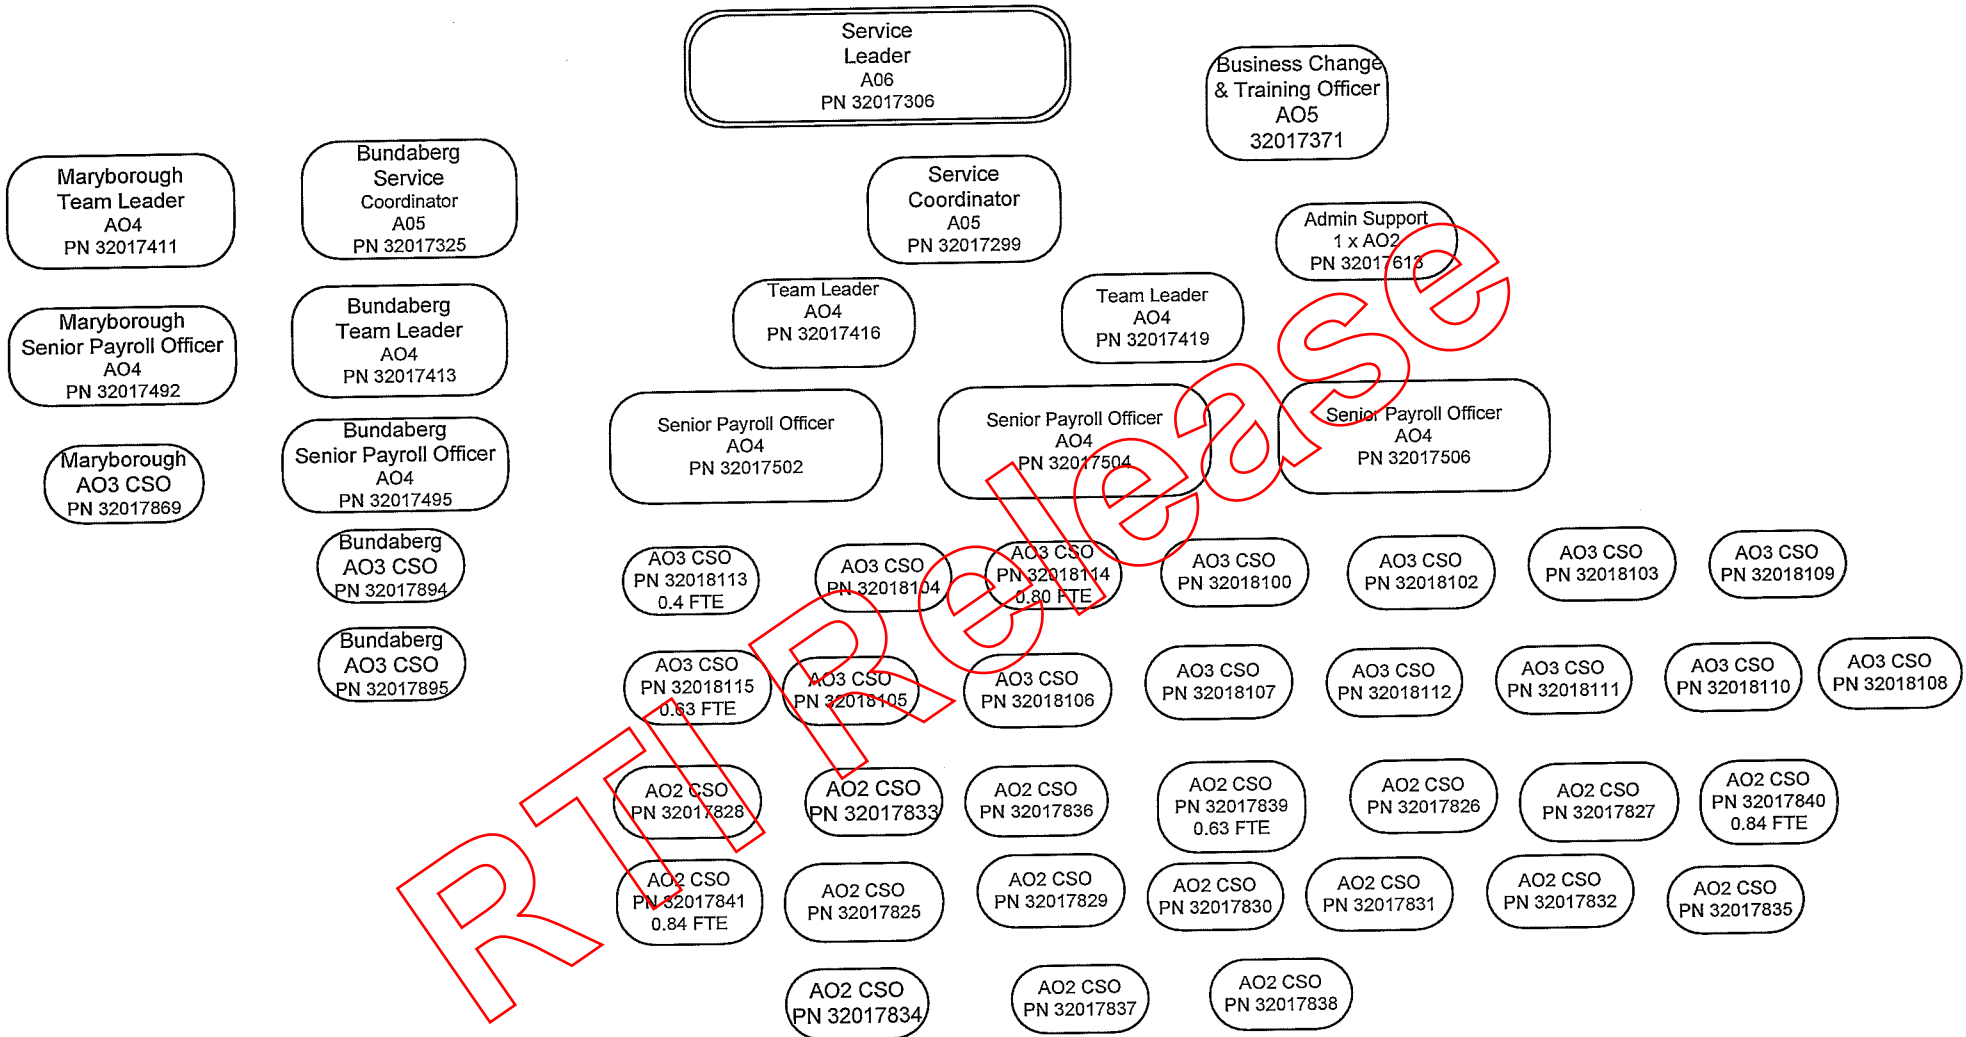 Service
Leader
A06
PN 32017306
Business Change
& Training Officer
AO5
32017371
Maryborough
Team Leader
AO4
PN 32017411
Bundaberg
Service
Coordinator
A05
PN 32017325
Service
Coordinator
A05
PN 32017299
Admin Support
1 x AO2
PN 32017613
Maryborough
Senior Payroll Officer
AO4
PN 32017492
Bundaberg
Team Leader
AO4
PN 32017413
Team Leader
AO4
PN 32017416
Team Leader
AO4
PN 32017419
Maryborough
AO3 CSO
PN 32017869
Bundaberg
Senior Payroll Officer
AO4
PN 32017495
Senior Payroll Officer
AO4
PN 32017502
Senior Payroll Officer
AO4
PN 32017504
Senior Payroll Officer
AO4
PN 32017506
Bundaberg
AO3 CSO
PN 32017894
AO3 CSO
PN 32018113
0.4 FTE
AO3 CSO
PN 32018104
AO3 CSO
PN 32018114
0.80 FTE
AO3 CSO
PN 32018100
AO3 CSO
PN 32018102
AO3 CSO
PN 32018103
AO3 CSO
PN 32018109
Bundaberg
AO3 CSO
PN 32017895
AO3 CSO
PN 32018115
0.63 FTE
AO3 CSO
PN 32018105
AO3 CSO
PN 32018106
AO3 CSO
PN 32018107
AO3 CSO
PN 32018112
AO3 CSO
PN 32018111
AO3 CSO
PN 32018110
AO3 CSO
PN 32018108
AO2 CSO
PN 32017828
AO2 CSO
PN 32017833
AO2 CSO
PN 32017836
AO2 CSO
PN 32017839
0.63 FTE
AO2 CSO
PN 32017826
AO2 CSO
PN 32017827
AO2 CSO
PN 32017840
0.84 FTE
AO2 CSO
PN 32017841
0.84 FTE
AO2 CSO
PN 32017825
AO2 CSO
PN 32017829
AO2 CSO
PN 32017830
AO2 CSO
PN 32017831
AO2 CSO
PN 32017832
AO2 CSO
PN 32017835
AO2 CSO
PN 32017834
AO2 CSO
PN 32017837
AO2 CSO
PN 32017838
RTI Release